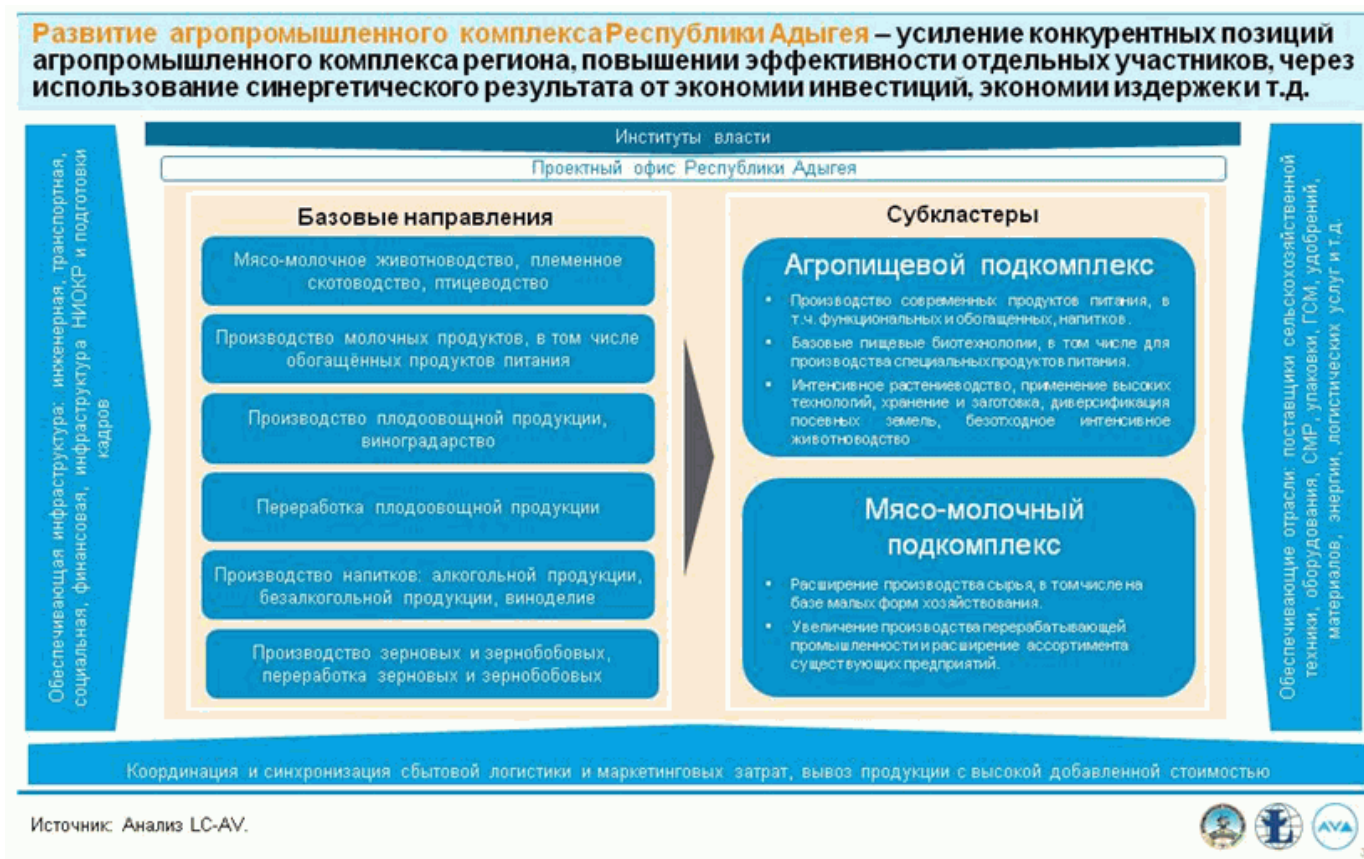 Развитие агропромышленного комплекса Республики Адыгея – усиление конкурентных позиций
агропромышленного комплекса региона, повышении эффективности отдельных участников, через
использование синергетического результата от экономии инвестиций, экономии издержек и т.д.
Обеспечивающая инфраструктура: инженерная, транспортная,
социальная, финансовая, инфраструктура НИОКР и подготовки
кадров
Институты власти
Проектный офис Республики Адыгея
Базовые направления
Мясо-молочное животноводство, племенное
скотоводство, птицеводство
Производство молочных продуктов, в том числе
обогащённых продуктов питания
Производство плодоовощной продукции,
виноградарство
Переработка плодоовощной продукции
Производство напитков: алкогольной продукции,
безалкогольной продукции, виноделие
Производство зерновых и зернобобовых,
переработка зерновых и зернобобовых
Субкластеры
Агропищевой подкомплекс
• Производство современных продуктов питания, в
т.ч. функциональных и обогащенных, напитков.
• Базовые пищевые биотехнологии, в том числе для
производства специальных продуктов питания.
• Интенсивное растениеводство, применение высоких
технологий, хранение и заготовка, диверсификация
посевных земель, безотходное интенсивное
животноводство
Мясо-молочный
подкомплекс
• Расширение производства сырья, в том числе на
базе малых форм хозяйствования.
• Увеличение производства перерабатывающей
промышленности и расширение ассортимента
существующих предприятий.
Обеспечивающие отрасли: поставщики сельскохозяйственной
техники, оборудования, СМР, упаковки, ГСМ, удобрений,
материалов, энергии, логистических услуг и т.д.
Координация и синхронизация сбытовой логистики и маркетинговых затрат, вывоз продукции с высокой добавленной стоимостью
Источник: Анализ LC-AV.
AVA